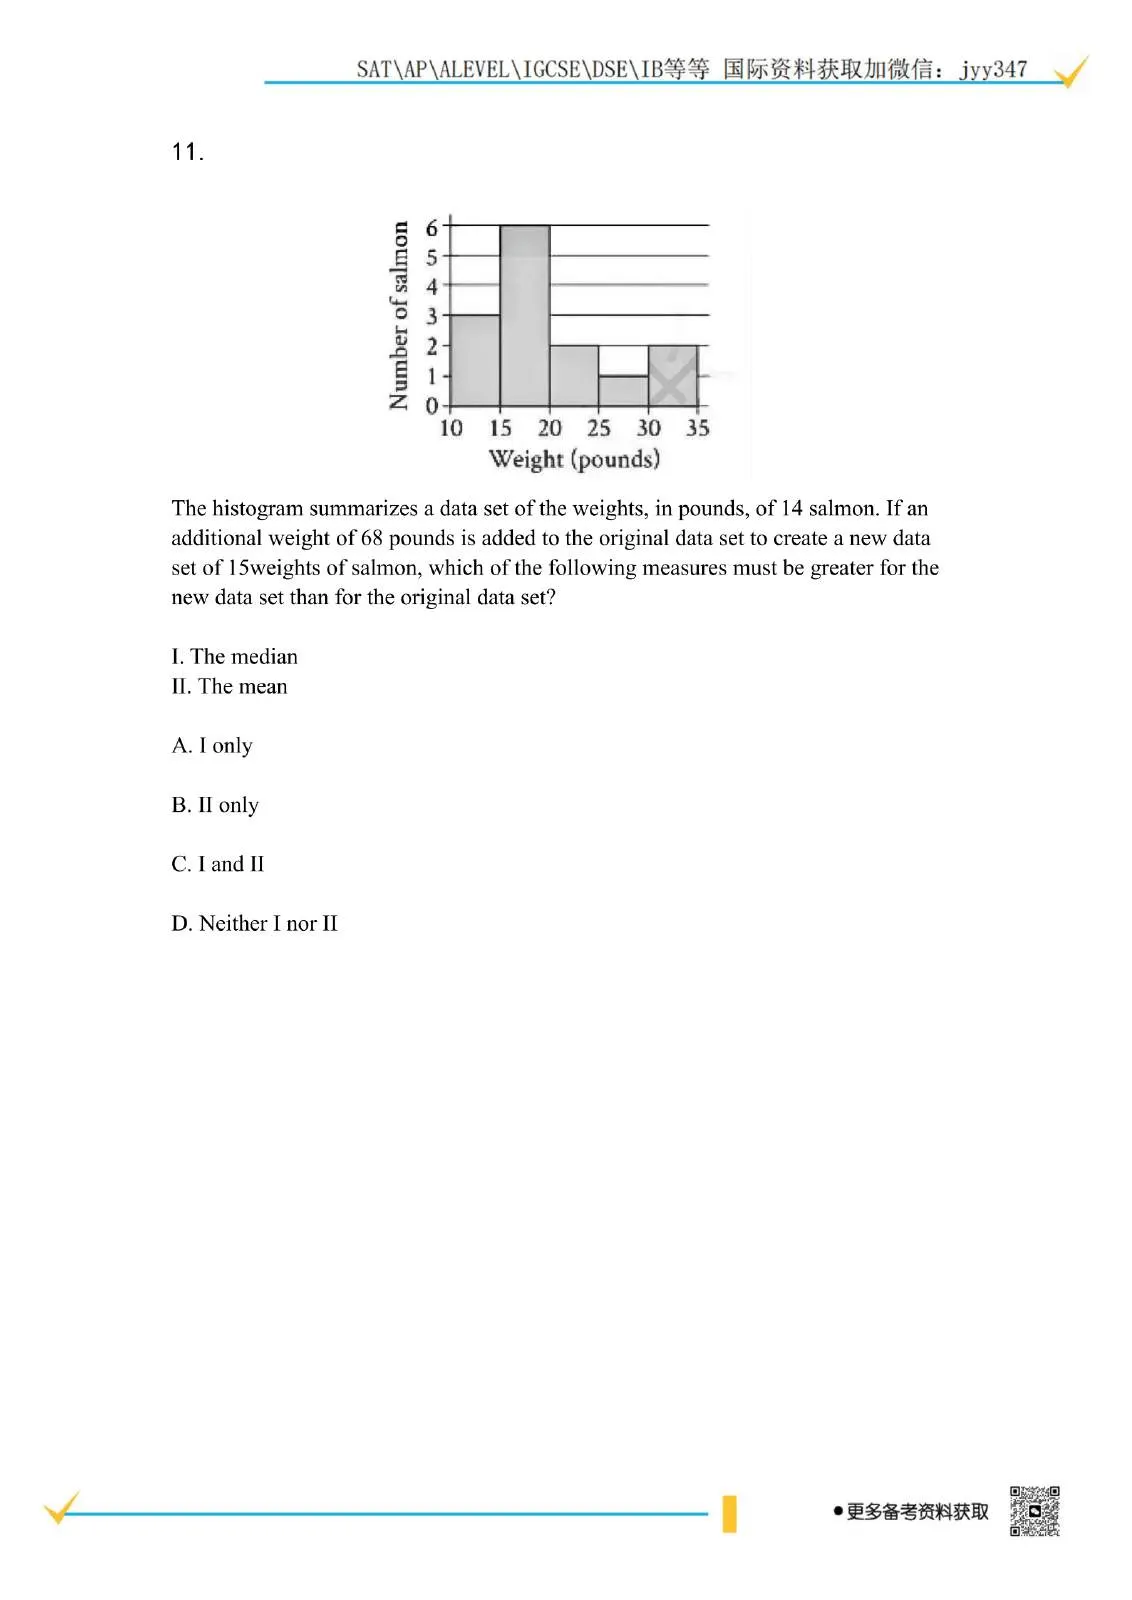 SAT\AP\ALEVEL\IGCSE\DSE\IB等等 国际资料获取加微信：jyy347
11.
Number of salmon
6
5
4
3
2
1
0
10 15 20 25 30 35
Weight (pounds)
The histogram summarizes a data set of the weights, in pounds, of 14 salmon. If an
additional weight of 68 pounds is added to the original data set to create a new data
set of 15weights of salmon, which of the following measures must be greater for the
new data set than for the original data set?
I. The median
II. The mean
A. I only
B. II only
C. I and II
D. Neither I nor II
●更多备考资料获取